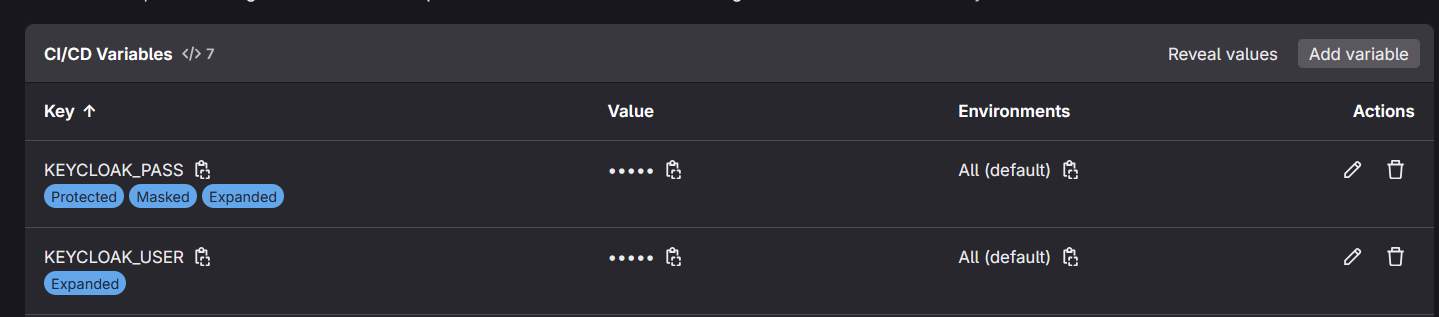 CI/CD Variables </> 7 Reveal values Add variable
Key ↑ Value Environments Actions
KEYCLOAK_PASS ••••• All (default)
Protected Masked Expanded
KEYCLOAK_USER ••••• All (default)
Expanded